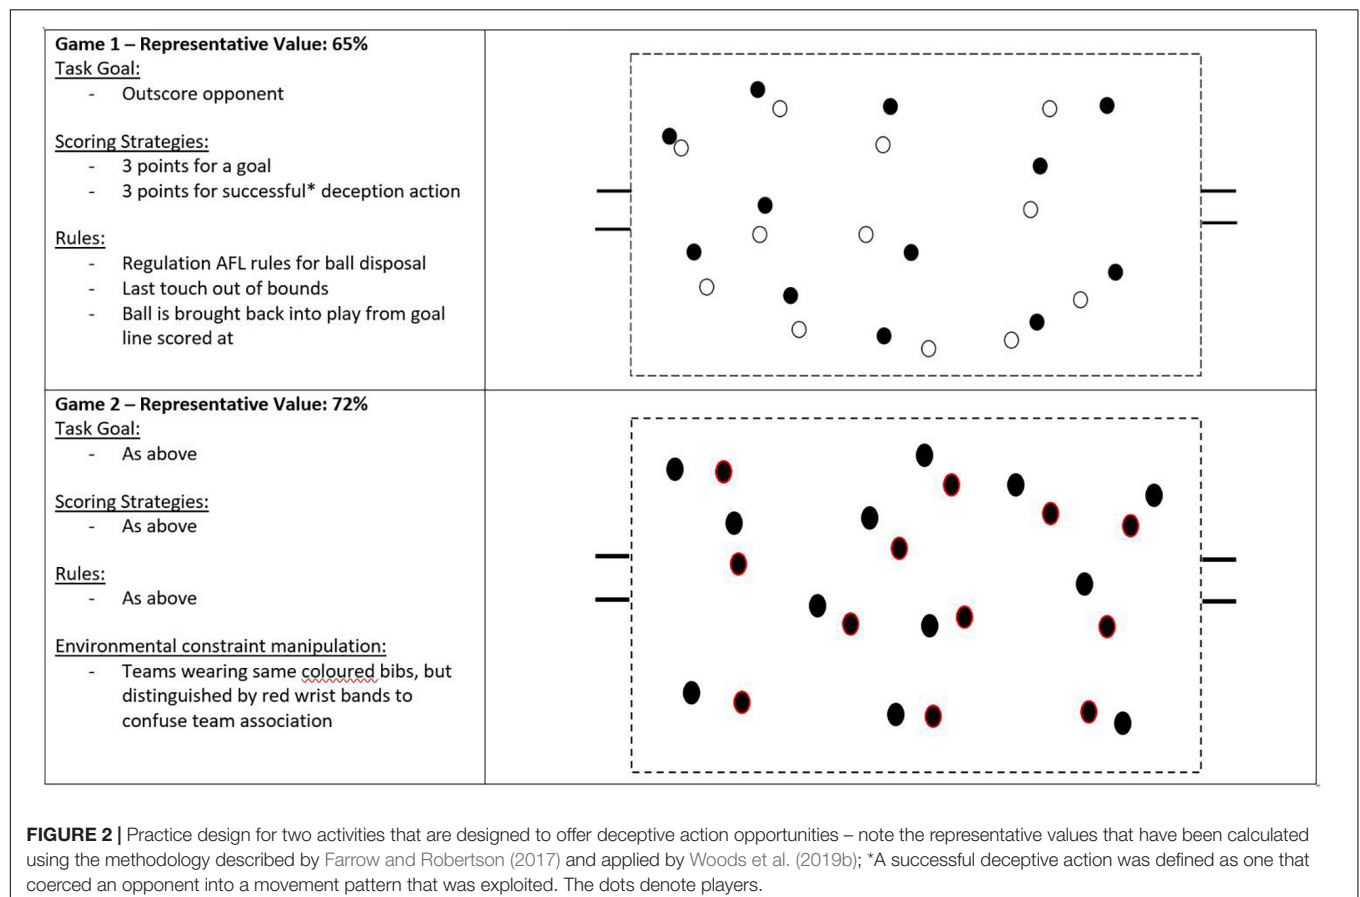 Game 1 – Representative Value: 65%
Task Goal:
- Outscore opponent
Scoring Strategies:
- 3 points for a goal
- 3 points for successful* deception action
Rules:
- Regulation AFL rules for ball disposal
- Last touch out of bounds
- Ball is brought back into play from goal
line scored at
Game 2 – Representative Value: 72%
Task Goal:
- As above
Scoring Strategies:
- As above
Rules:
- As above
Environmental constraint manipulation:
- Teams wearing same coloured bibs, but
distinguished by red wrist bands to
confuse team association
FIGURE 2 | Practice design for two activities that are designed to offer deceptive action opportunities – note the representative values that have been calculated
using the methodology described by Farrow and Robertson (2017) and applied by Woods et al. (2019b); *A successful deceptive action was defined as one that
coerced an opponent into a movement pattern that was exploited. The dots denote players.